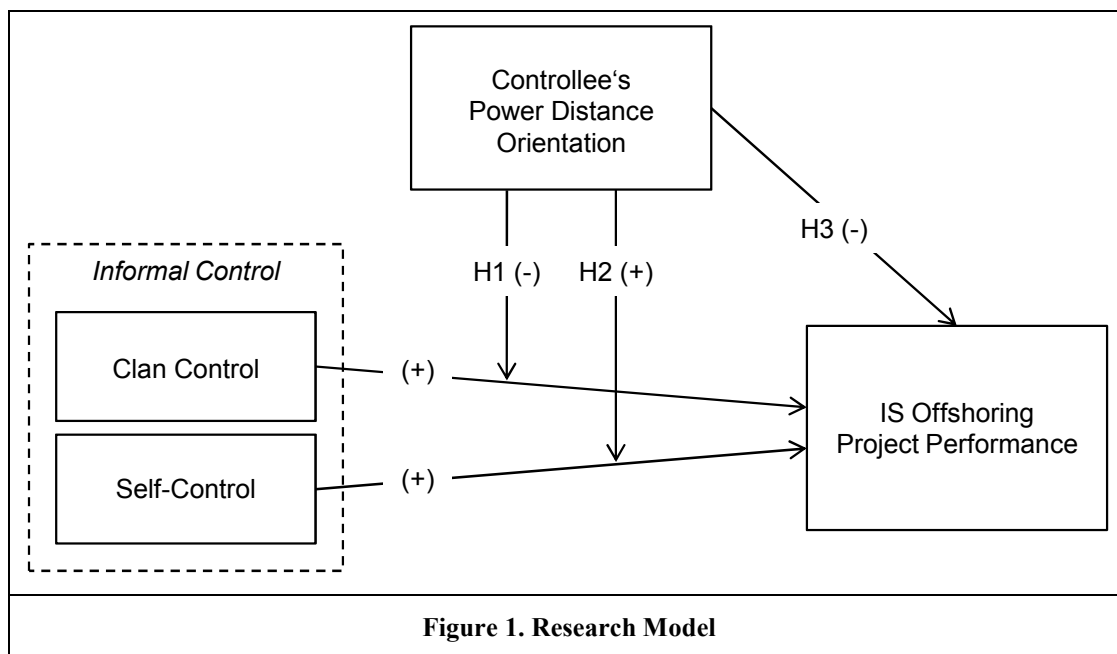 Controllee‘s
Power Distance
Orientation
H3 (-)
H1 (-)
H2 (+)
Informal Control
Clan Control
(+)
Self-Control
(+)
IS Offshoring
Project Performance
Figure 1. Research Model